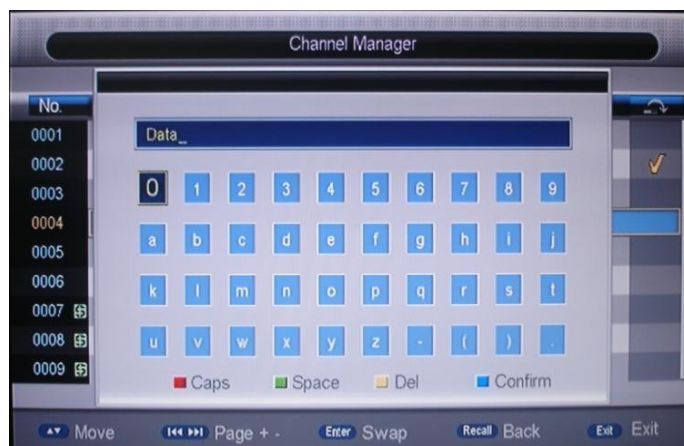 Channel Manager
No.
0001
Data_
0002
0 1 2 3 4 5 6 7 8 9
0003
0004
a b c d e f g h i j
0005
0006
k l m n o p q r s t
0007 $
0008 $
u v w x y z - ( ) .
0009 $
Caps Space Del Confirm
Move Page + - Enter Swap Recall Back Exit Exit